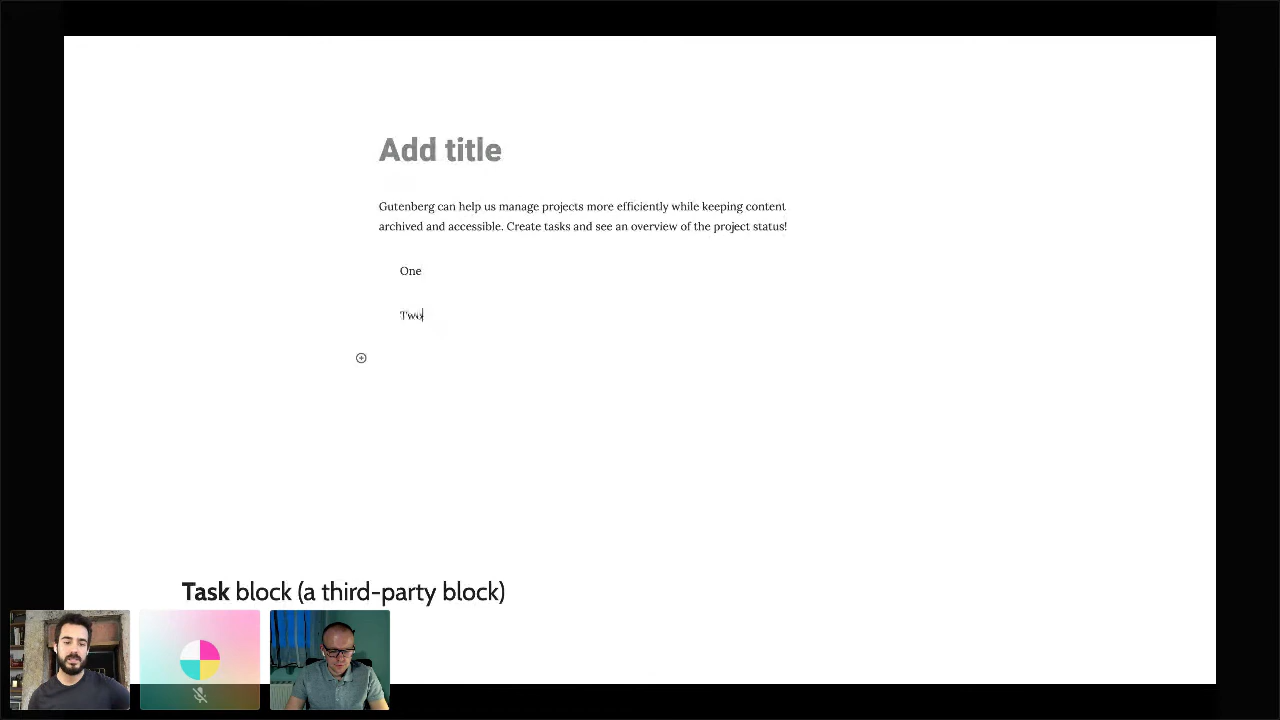 Add title
Gutenberg can help us manage projects more efficiently while keeping content
archived and accessible. Create tasks and see an overview of the project status!
One
Two
Task block (a third-party block)